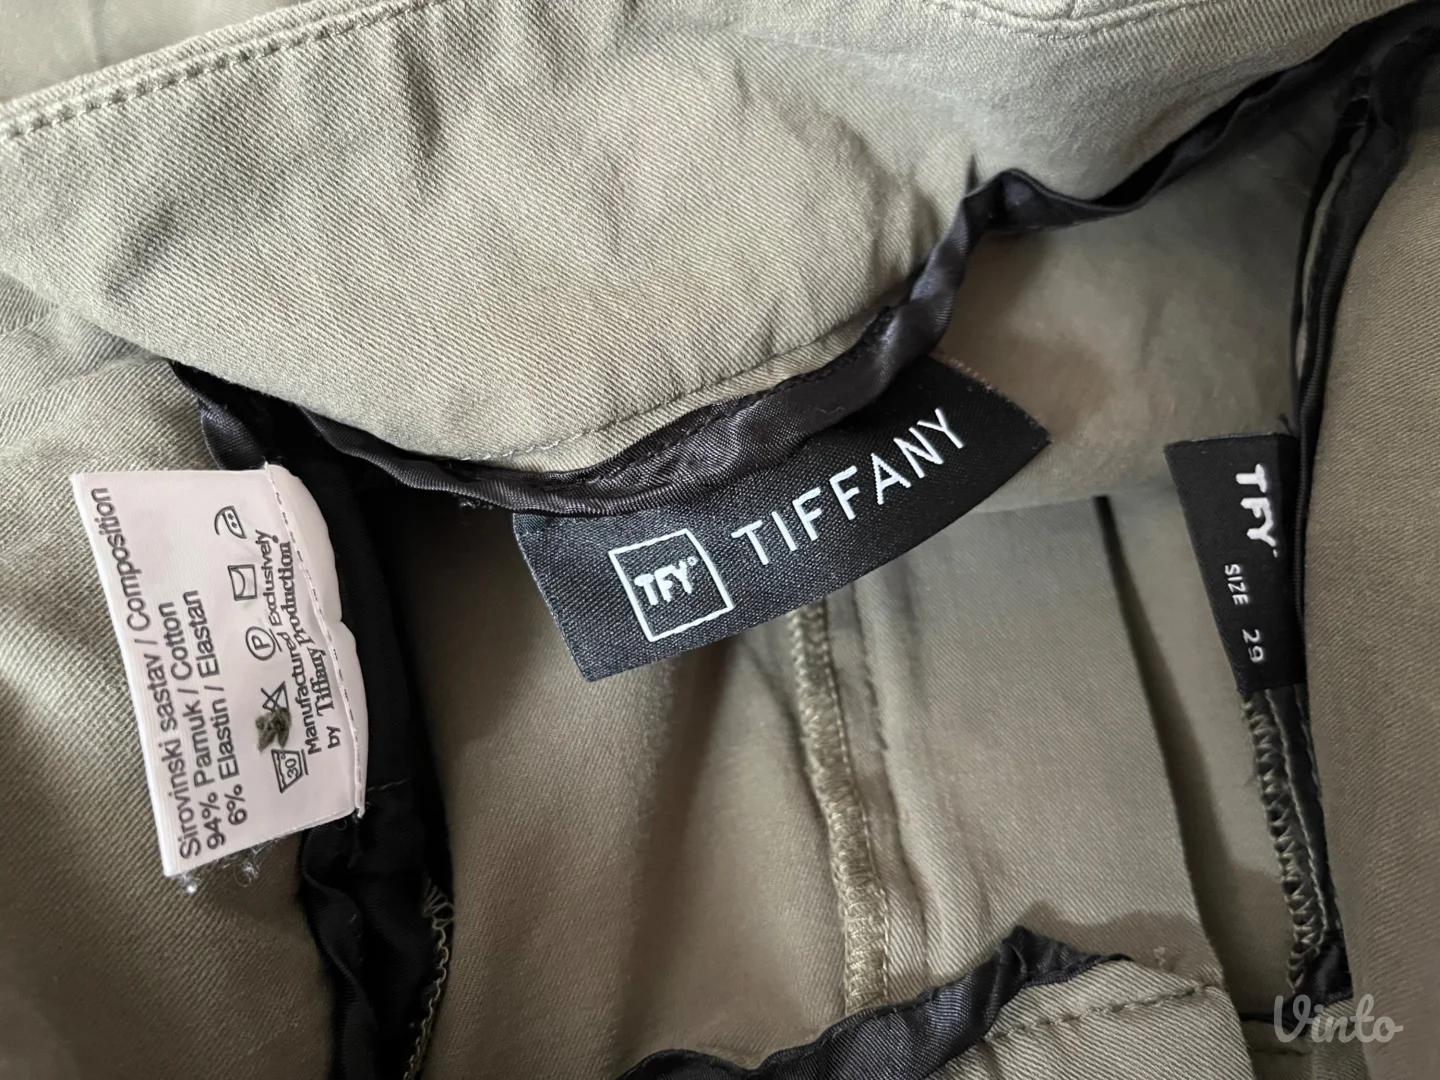 Sirovinski sastav / Composition
94% Pamuk / Cotton
6% Elastin / Elastan
30
P
Manufactured Exclusively
by Tiffany Production
TFY
TIFFANY
TFY
SIZE 29
Vinto